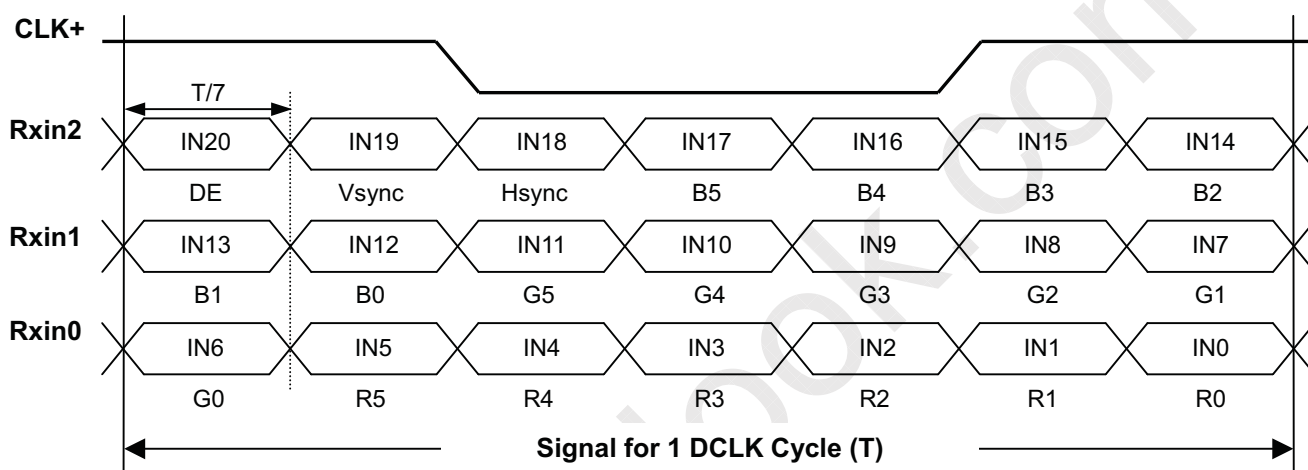 CLK+
T/7
Rxin2 IN20 IN19 IN18 IN17 IN16 IN15 IN14
DE Vsync Hsync B5 B4 B3 B2
Rxin1 IN13 IN12 IN11 IN10 IN9 IN8 IN7
B1 B0 G5 G4 G3 G2 G1
Rxin0 IN6 IN5 IN4 IN3 IN2 IN1 IN0
G0 R5 R4 R3 R2 R1 R0
Signal for 1 DCLK Cycle (T)